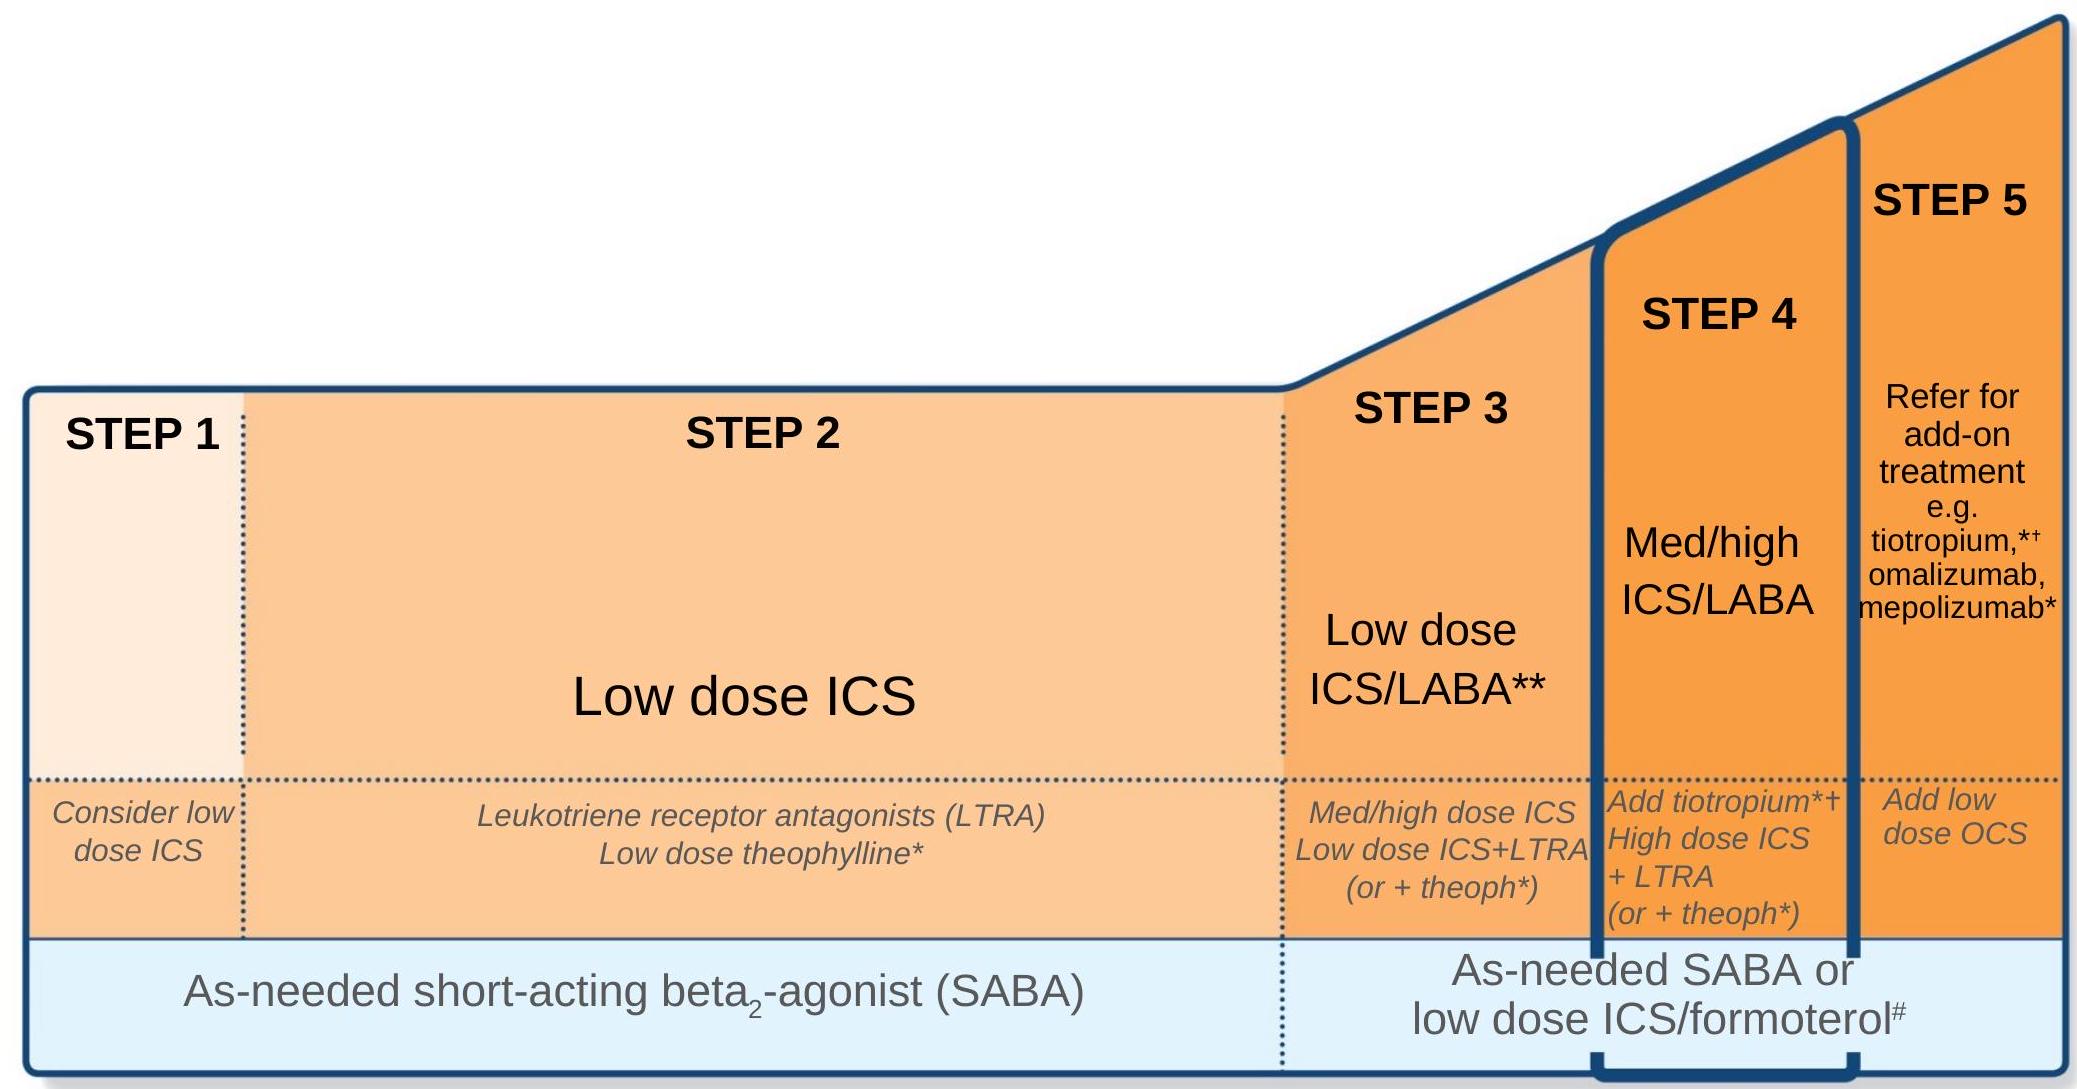 STEP 1
STEP 2
Low dose ICS
STEP 3
Low dose
ICS/LABA**
STEP 4
Med/high
ICS/LABA
STEP 5
Refer for
add-on
treatment
e.g.
tiotropium,*†
omalizumab,
mepolizumab*
Consider low
dose ICS
Leukotriene receptor antagonists (LTRA)
Low dose theophylline*
Med/high dose ICS
Low dose ICS+LTRA
(or + theoph*)
Add tiotropium*†
High dose ICS
+ LTRA
(or + theoph*)
Add low
dose OCS
As-needed short-acting beta₂-agonist (SABA)
As-needed SABA or
low dose ICS/formoterol#